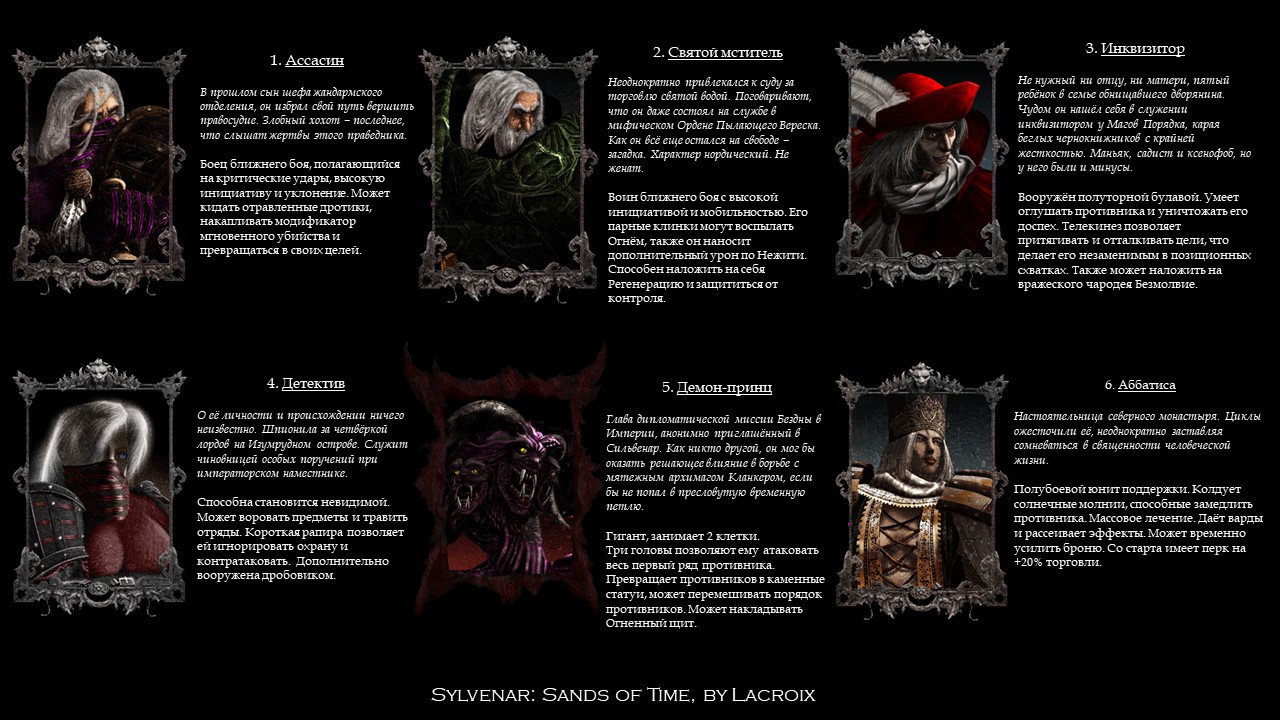 1. Ассасин
В прошлом сын шефа жандармского
отделения, он избрал свой путь вершить
правосудие. Злобный хохот – последнее,
что слышат жертвы этого праведника.
Боец ближнего боя, полагающийся
на критические удары, высокую
инициативу и уклонение. Может
кидать отравленные дротики,
накапливать модификатор
мгновенного убийства и
превращаться в своих целей.
2. Святой мститель
Неоднократно привлекался к суду за
торговлю святой водой. Поговаривают,
что он даже состоял на службе в
мифическом Ордене Пылающего Вереска.
Как он всё еще остался на свободе –
загадка. Характер нордический. Не
женат.
Воин ближнего боя с высокой
инициативой и мобильностью. Его
парные клинки могут воспылать
Огнём, также он наносит
дополнительный урон по Нежити.
Способен наложить на себя
Регенерацию и защититься от
контроля.
3. Инквизитор
Не нужный ни отцу, ни матери, пятый
ребёнок в семье обнищавшего дворянина.
Чудом он нашёл себя в служении
инквизитором у Магов Порядка, карая
беглых чернокнижников с крайней
жесткостью. Маньяк, садист и ксенофоб, но
у него были и минусы.
Вооружён полуторной булавой. Умеет
оглушать противника и уничтожать его
доспех. Телекинез позволяет
притягивать и отталкивать цели, что
делает его незаменимым в позиционных
схватках. Также может наложить на
вражеского чародея Безмолвие.
4. Детектив
О её личности и происхождении ничего
неизвестно. Шпионила за четвёркой
лордов на Изумрудном острове. Служит
чиновницей особых поручений при
императорском наместнике.
Способна становится невидимой.
Может воровать предметы и травить
отряды. Короткая рапира позволяет
ей игнорировать охрану и
контратаковать. Дополнительно
вооружена дробовиком.
5. Демон-принц
Глава дипломатической миссии Бездны в
Империи, анонимно приглашённый в
Сильвенар. Как никто другой, он мог бы
оказать решающее влияние в борьбе с
мятежным архимагом Кланкером, если
бы не попал в пресловутую временную
петлю.
Гигант, занимает 2 клетки.
Три головы позволяют ему атаковать
весь первый ряд противника.
Превращает противников в каменные
статуи, может перемешивать порядок
противников. Может накладывать
Огненный щит.
6. Аббатиса
Настоятельница северного монастыря. Циклы
ожесточили её, неоднократно заставляя
сомневаться в священности человеческой
жизни.
Полубоевой юнит поддержки. Колдует
солнечные молнии, способные замедлить
противника. Массовое лечение. Даёт варды
и рассеивает эффекты. Может временно
усилить броню. Со старта имеет перк на
+20% торговли.
Sylvenar: Sands of Time, by Lacroix